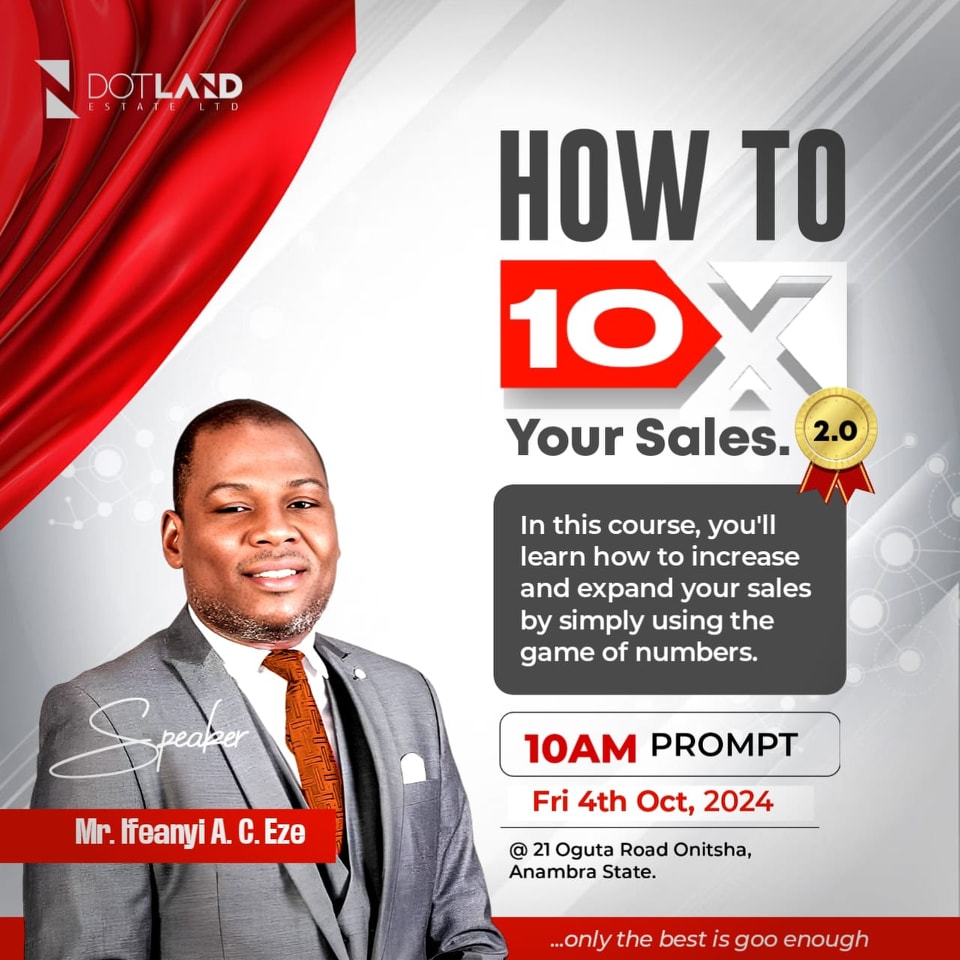 DOTLAND
ESTATE LTD
HOW TO
10X
Your Sales.
2.0
In this course, you'll
learn how to increase
and expand your sales
by simply using the
game of numbers.
10AM PROMPT
Fri 4th Oct, 2024
@ 21 Oguta Road Onitsha,
Anambra State.
Speaker
Mr. Ifeanyi A. C. Eze
...only the best is goo enough